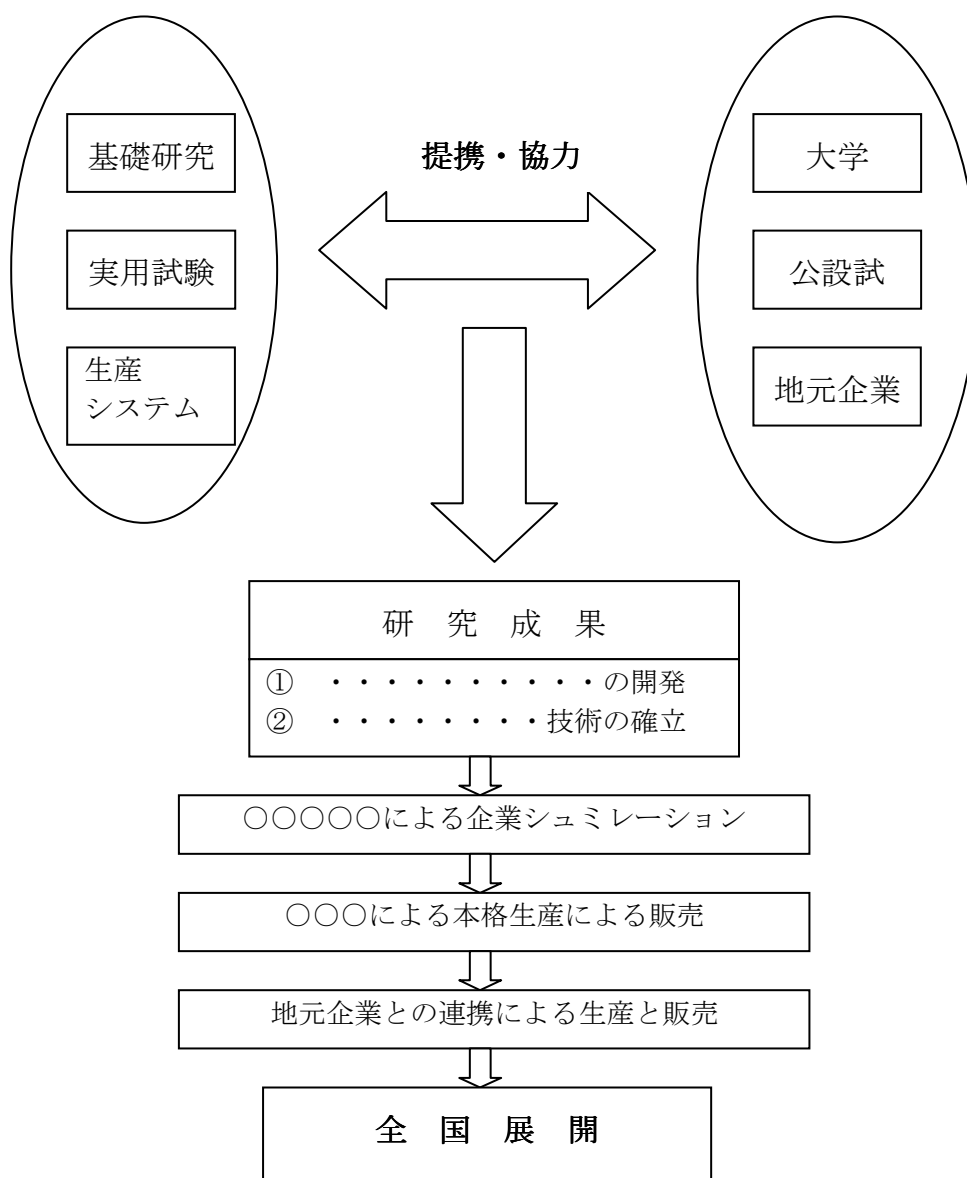 基礎研究
実用試験
生産
システム
提携・協力
大学
公設試
地元企業
研　究　成　果
①　・・・・・・・・・・の開発
②　・・・・・・・・技術の確立
○○○○○による企業シュミレーション
○○○による本格生産による販売
地元企業との連携による生産と販売
全　国　展　開